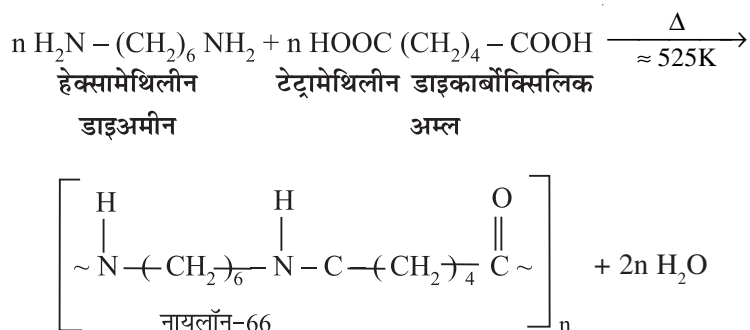 n H₂N – (CH₂)₆ NH₂ + n HOOC (CH₂)₄ – COOH
Δ
≈ 525K
हेक्सामेथिलीन टेट्रामेथिलीन डाइकार्बोक्सिलिक
डाइअमीन अम्ल
H H O
~ N –( CH₂ )₆– N – C –( CH₂ )₄ C ~ + 2n H₂O
नायलॉन-66 n